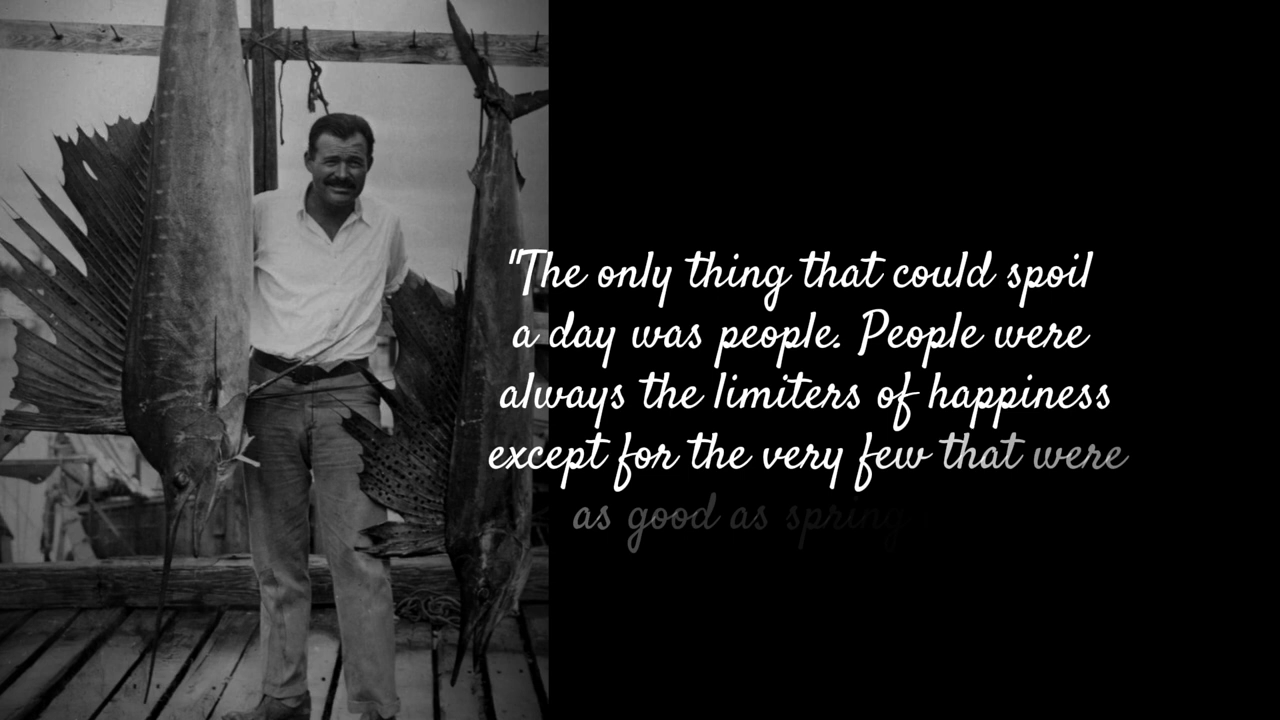 "The only thing that could spoil
a day was people. People were
always the limiters of happiness
except for the very few that were
as good as spring